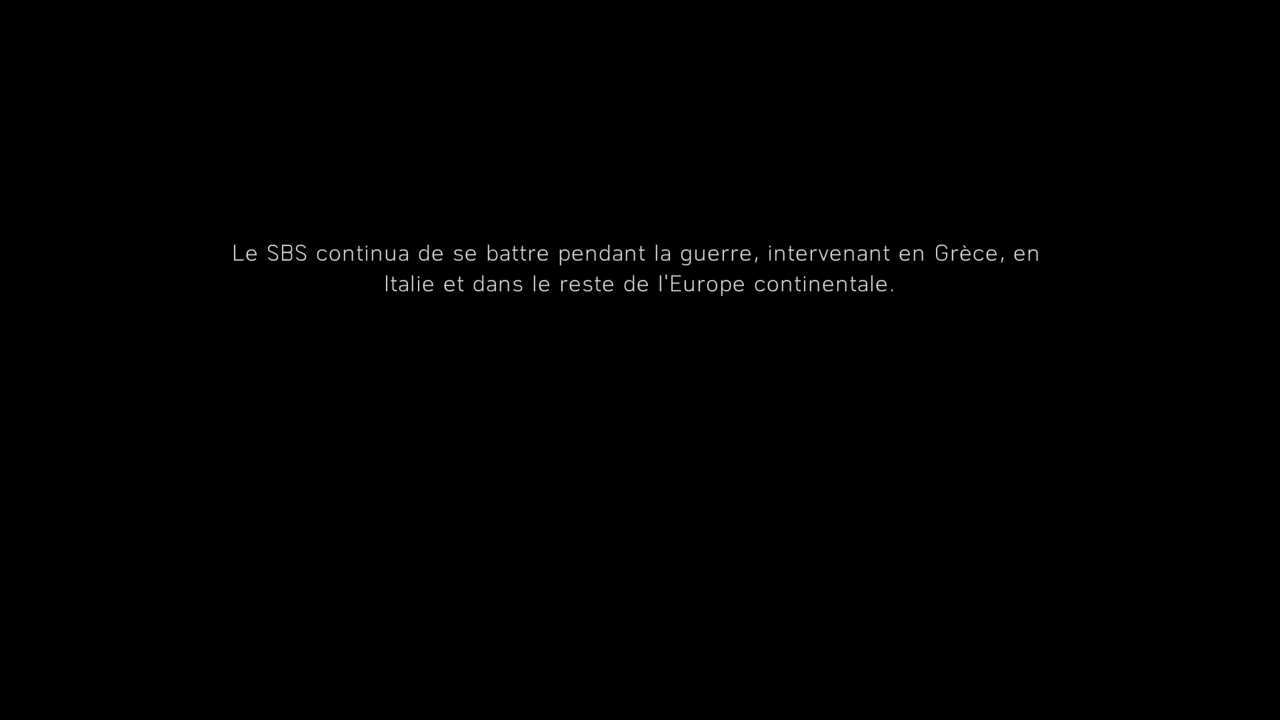 Le SBS continua de se battre pendant la guerre, intervenant en Grèce, en
Italie et dans le reste de l'Europe continentale.